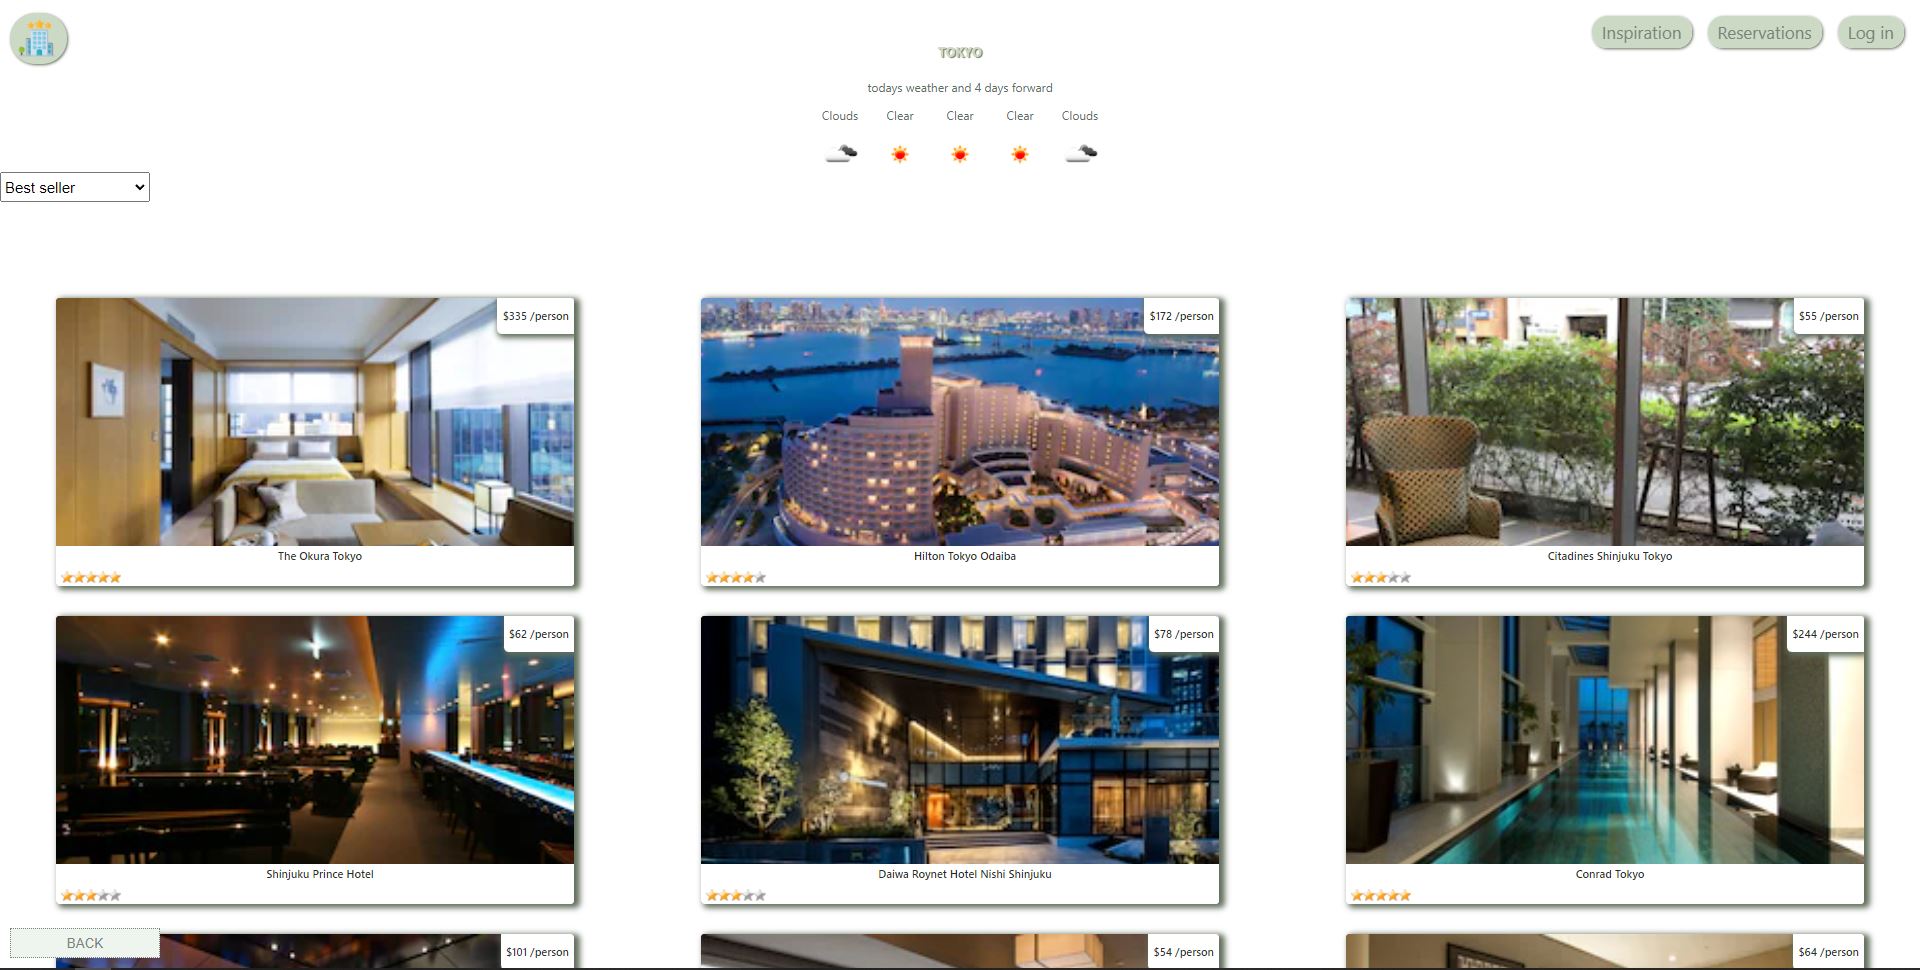 Inspiration
Reservations
Log in
TOKYO
todays weather and 4 days forward
Clouds
Clear
Clear
Clear
Clouds
Best seller
$335 /person
The Okura Tokyo
$172 /person
Hilton Tokyo Odaiba
$55 /person
Citadines Shinjuku Tokyo
$62 /person
Shinjuku Prince Hotel
$78 /person
Daiwa Roynet Hotel Nishi Shinjuku
$244 /person
Conrad Tokyo
BACK
$101 /person
$54 /person
$64 /person